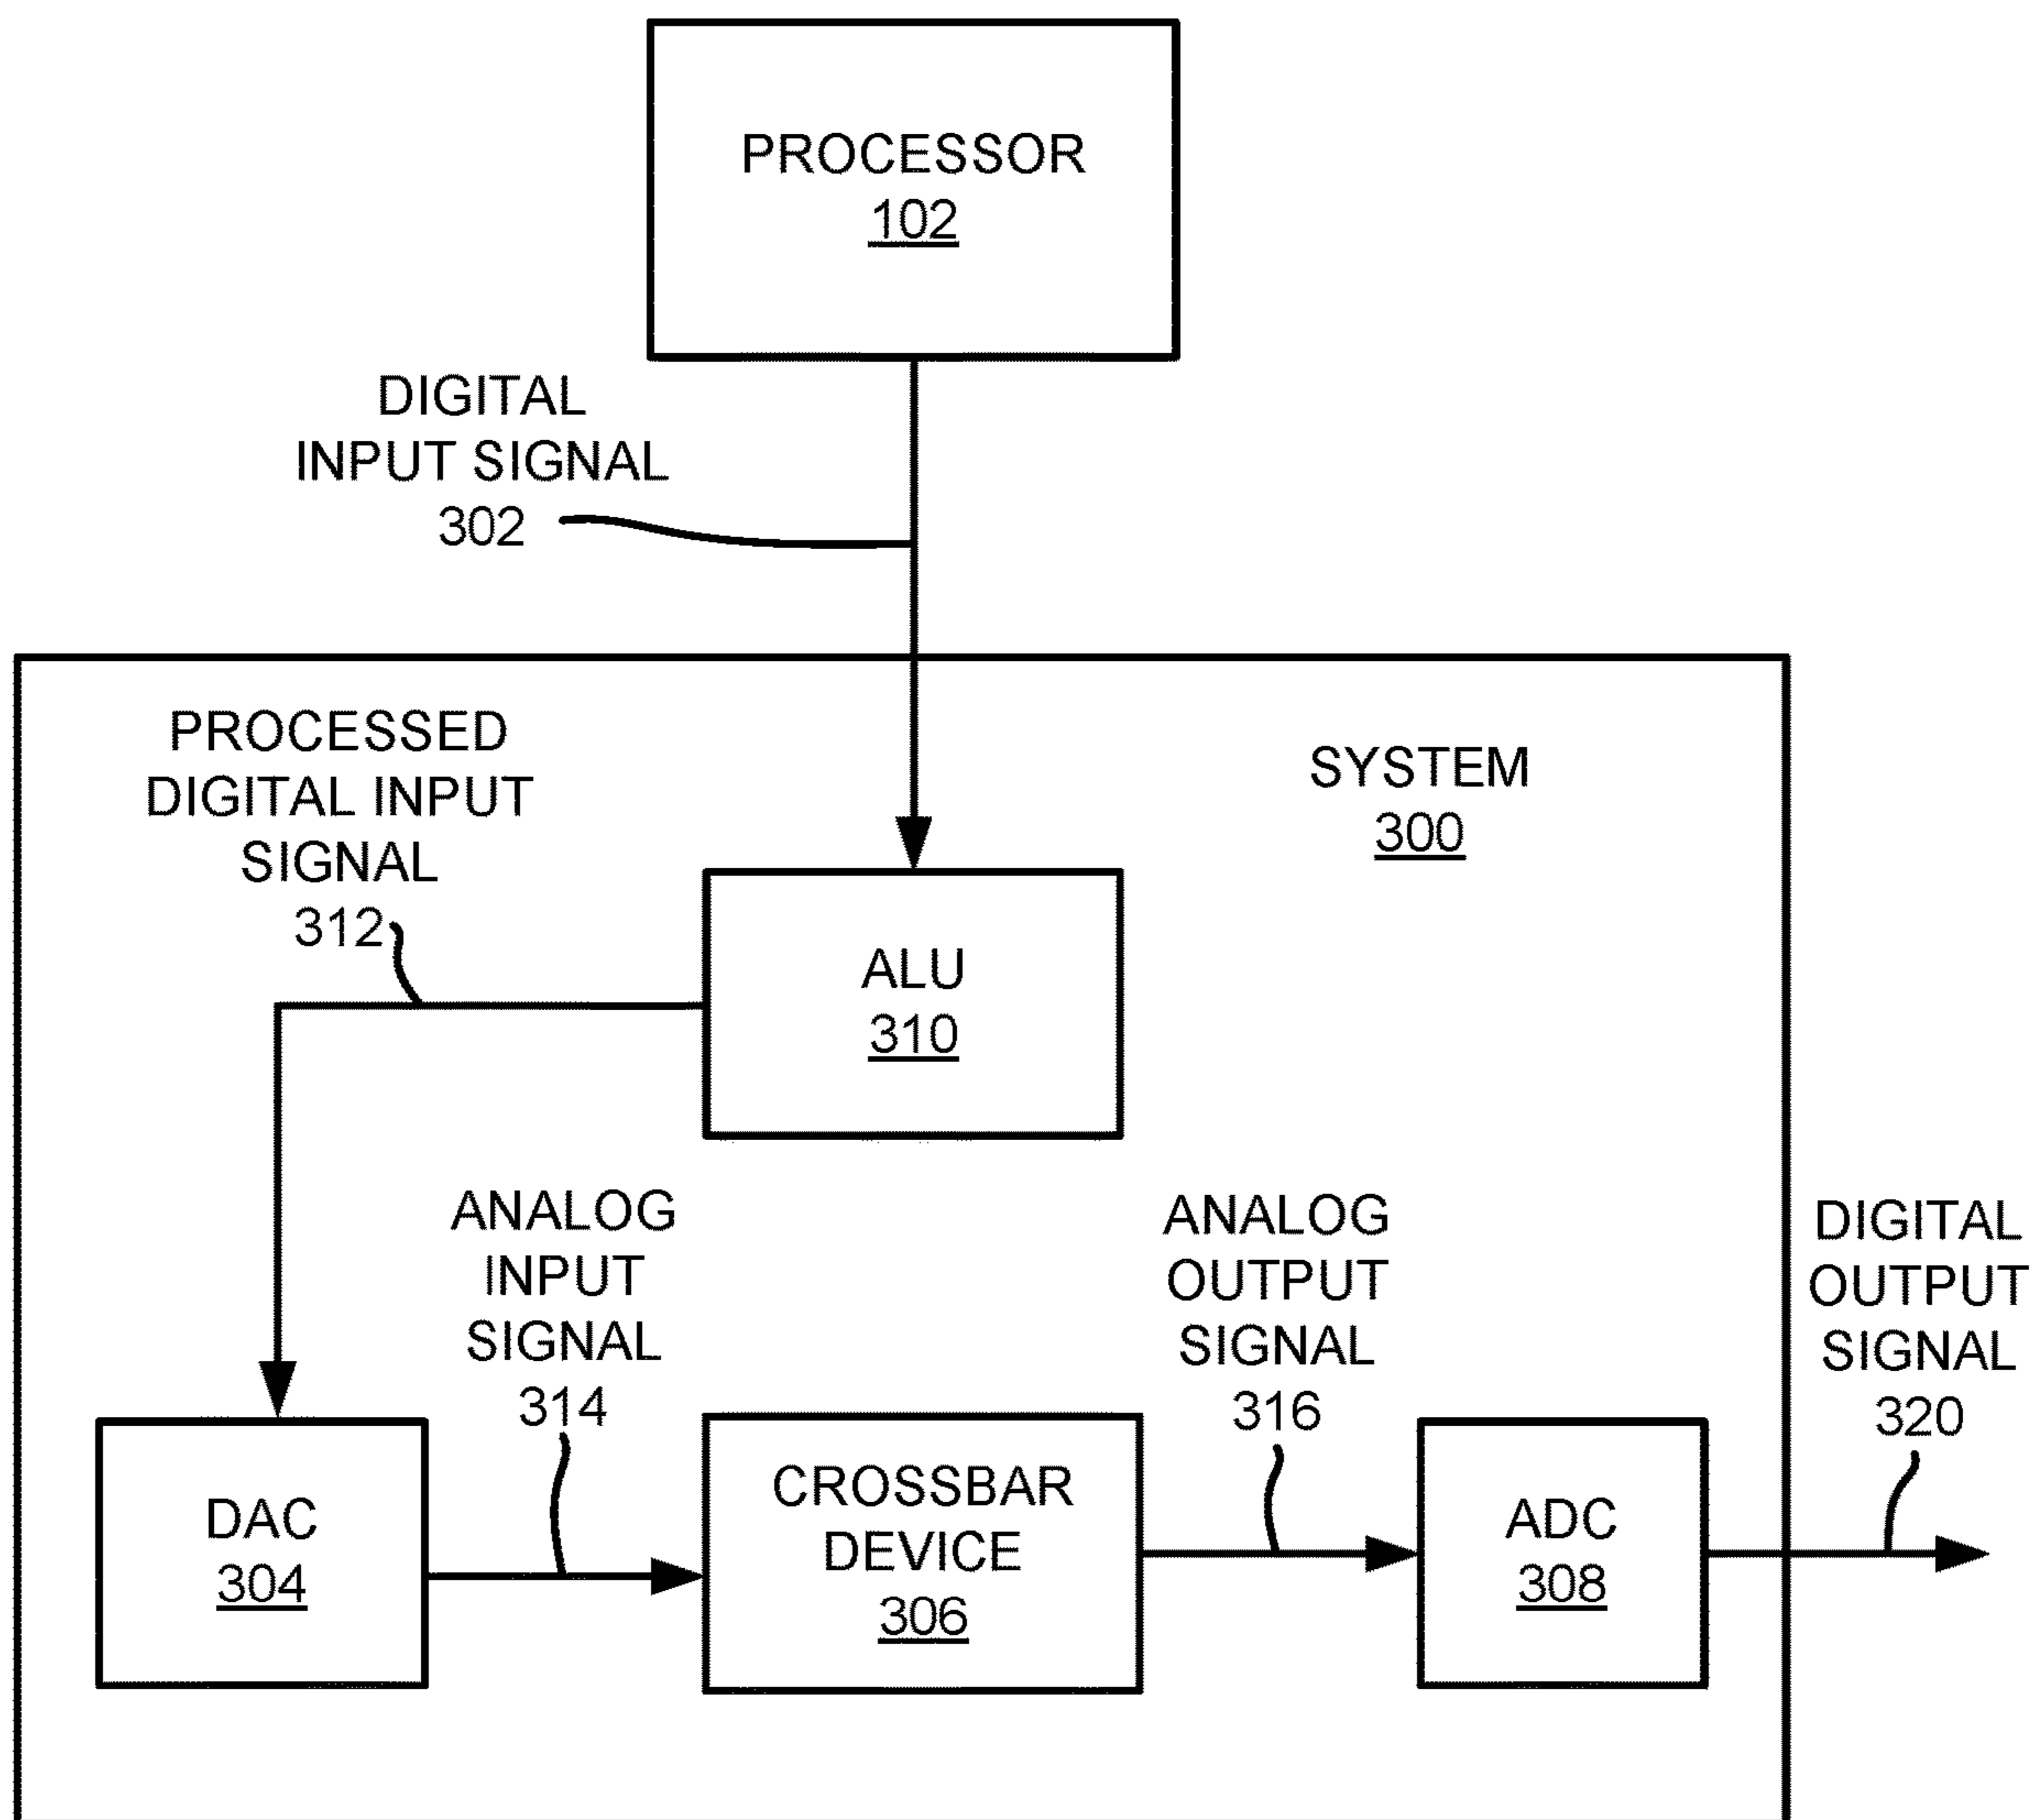 PROCESSOR
102
DIGITAL
INPUT SIGNAL
302
PROCESSED
DIGITAL INPUT
SIGNAL
312
SYSTEM
300
ALU
310
ANALOG
INPUT
SIGNAL
314
ANALOG
OUTPUT
SIGNAL
316
DIGITAL
OUTPUT
SIGNAL
320
DAC
304
CROSSBAR
DEVICE
306
ADC
308